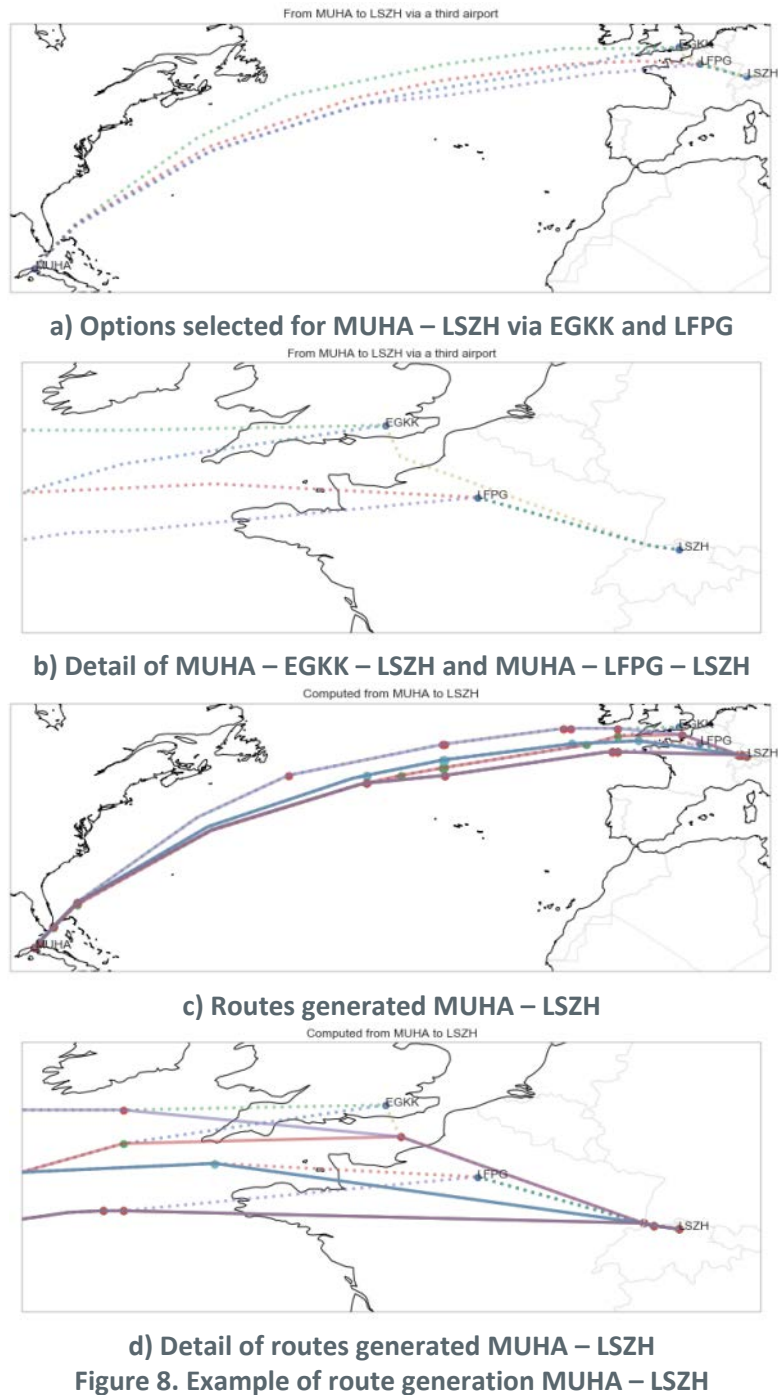 From MUHA to LSZH via a third airport
EGKK
LFPG
LSZH
MUHA
a) Options selected for MUHA – LSZH via EGKK and LFPG
From MUHA to LSZH via a third airport
EGKK
LFPG
LSZH
b) Detail of MUHA – EGKK – LSZH and MUHA – LFPG – LSZH
Computed from MUHA to LSZH
EGKK
LFPG
LSZH
MUHA
c) Routes generated MUHA – LSZH
Computed from MUHA to LSZH
EGKK
LFPG
LSZH
d) Detail of routes generated MUHA – LSZH
Figure 8. Example of route generation MUHA – LSZH